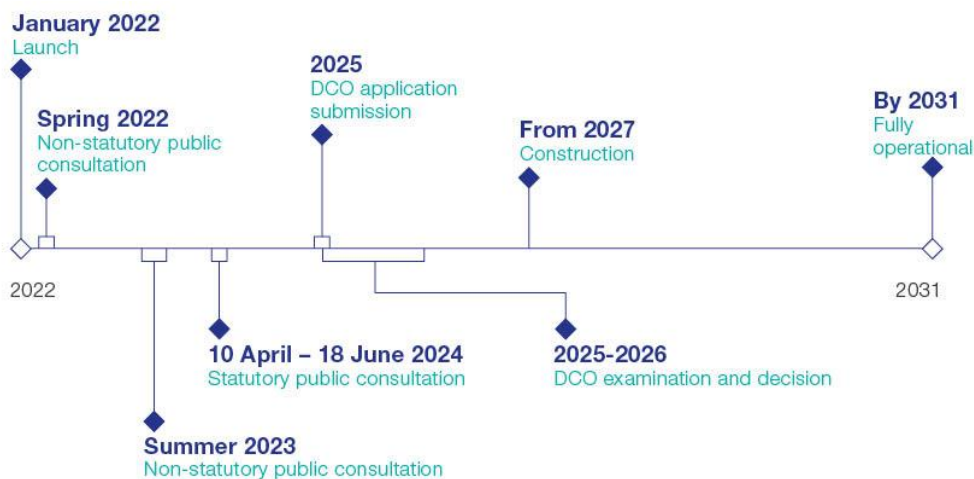 January 2022
Launch
Spring 2022
Non-statutory public
consultation
2025
DCO application
submission
From 2027
Construction
By 2031
Fully
operational
2022
2031
10 April – 18 June 2024
Statutory public consultation
2025-2026
DCO examination and decision
Summer 2023
Non-statutory public consultation